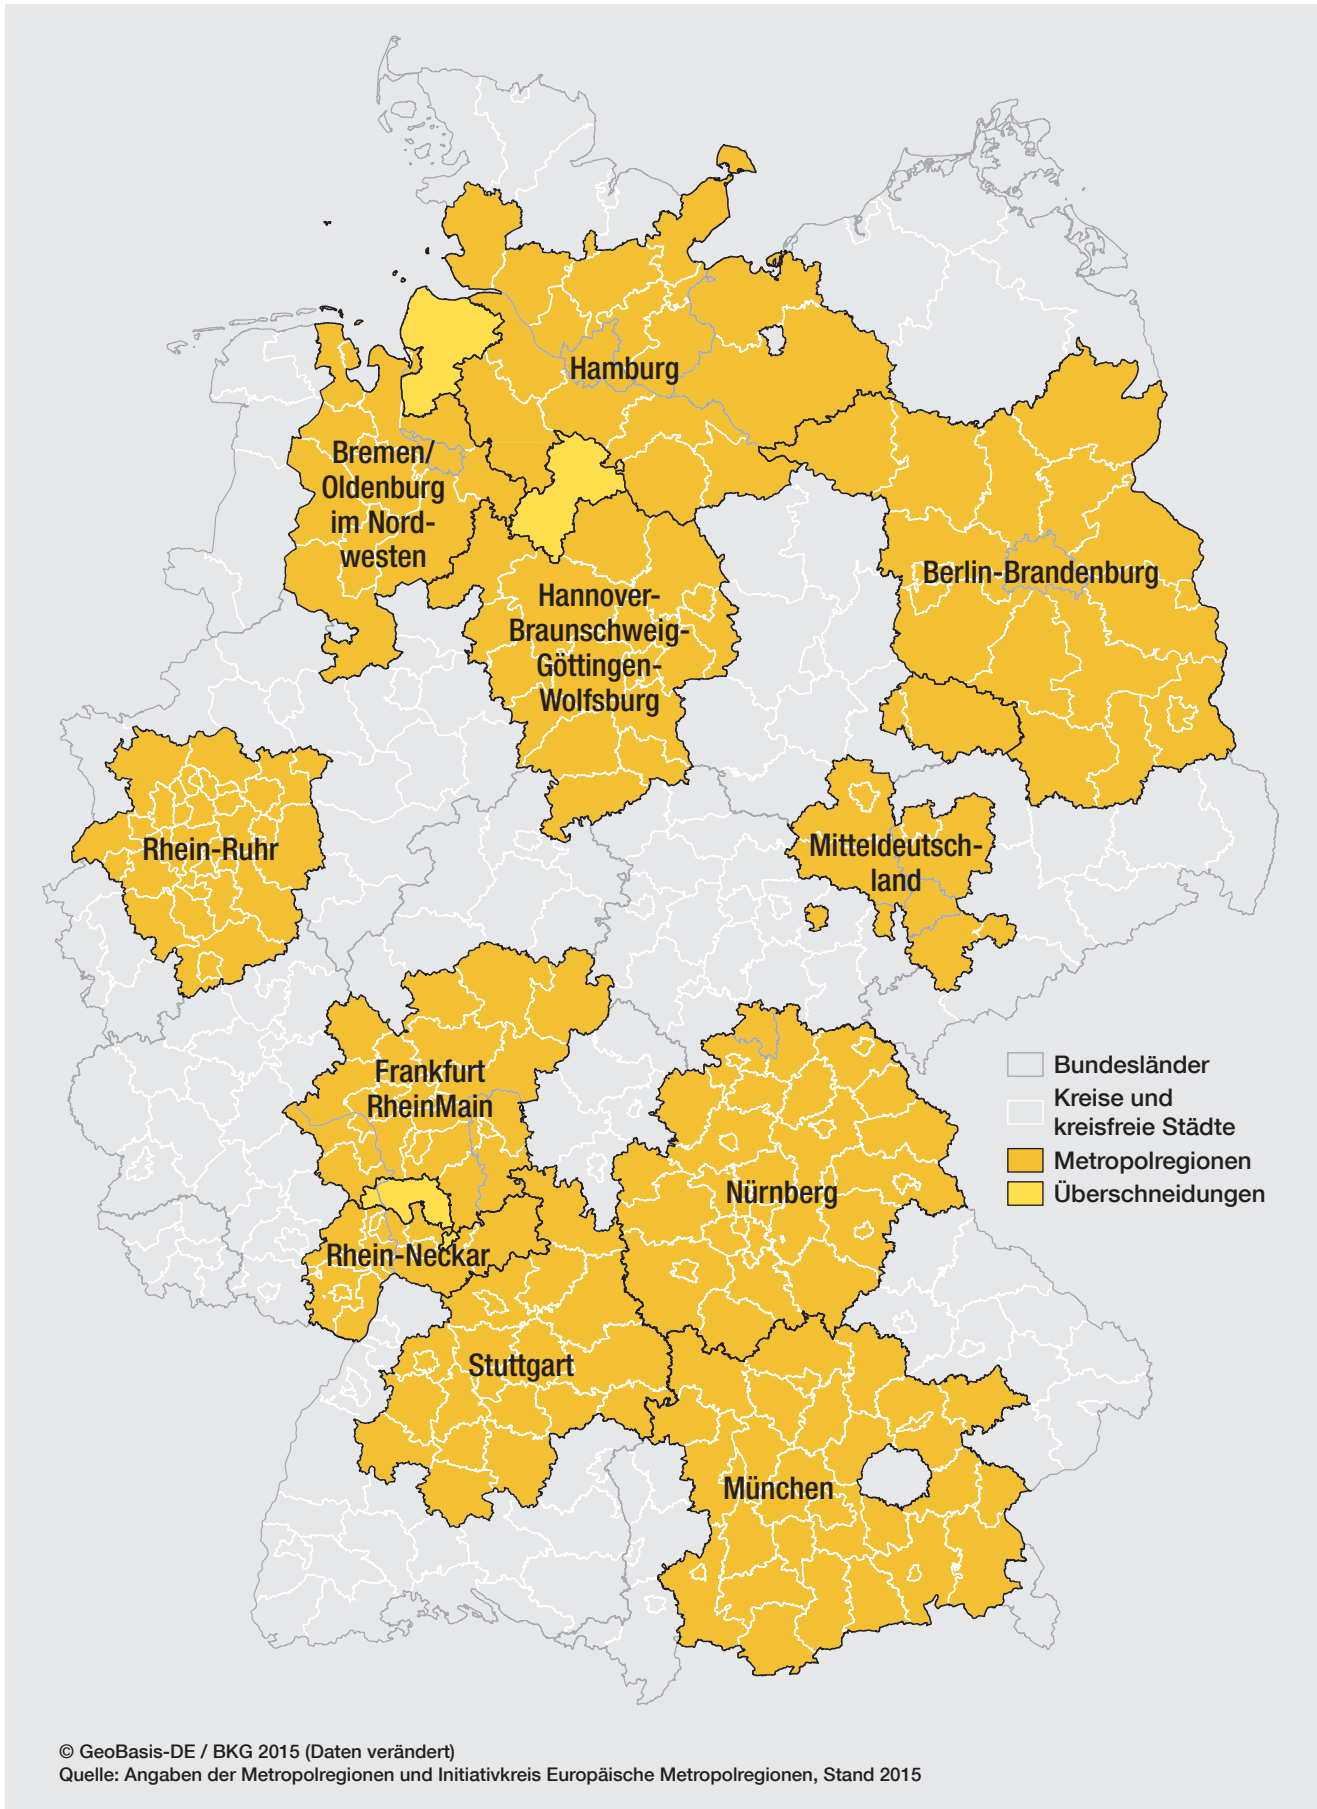 Hamburg
Bremen/
Oldenburg
im Nord-
westen
Berlin-Brandenburg
Hannover-
Braunschweig-
Göttingen-
Wolfsburg
Rhein-Ruhr
Mitteldeutsch-
land
Frankfurt
RheinMain
Nürnberg
Rhein-Neckar
Stuttgart
München
Bundesländer
Kreise und
kreisfreie Städte
Metropolregionen
Überschneidungen
© GeoBasis-DE / BKG 2015 (Daten verändert)
Quelle: Angaben der Metropolregionen und Initiativkreis Europäische Metropolregionen, Stand 2015